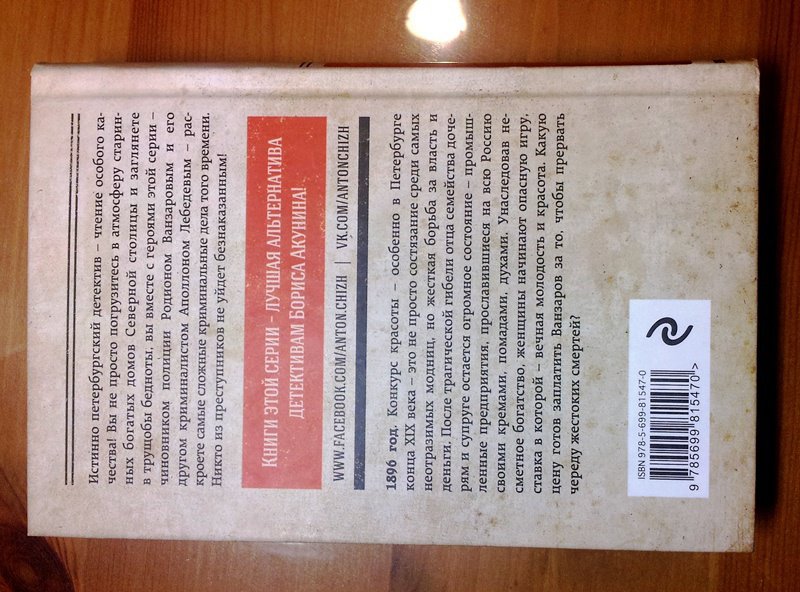 Истинно петербургский детектив – чтение особого ка-
чества! Вы не просто погрузитесь в атмосферу старин-
ных богатых домов Северной столицы и заглянете
в трущобы бедноты, вы вместе с героями этой серии –
чиновником полиции Родионом Ванзаровым и его
другом криминалистом Аполлоном Лебедевым – рас-
кроете самые сложные криминальные дела того времени.
Никто из преступников не уйдет безнаказанным!
КНИГИ ЭТОЙ СЕРИИ – ЛУЧШАЯ АЛЬТЕРНАТИВА
ДЕТЕКТИВАМ БОРИСА АКУНИНА!
WWW.FACEBOOK.COM/ANTON.CHIZH | VK.COM/ANTONCHIZH
1896 год. Конкурс красоты – особенно в Петербурге
конца XIX века – это не просто состязание среди самых
неотразимых модниц, но жесткая борьба за власть и
деньги. После трагической гибели отца семейства доче-
рям и супруге остается огромное состояние – промыш-
ленные предприятия, прославившиеся на всю Россию
своими кремами, помадами, духами. Унаследовав не-
сметное богатство, женщины начинают опасную игру,
ставка в которой – вечная молодость и красота. Какую
цену готов заплатить Ванзаров за то, чтобы прервать
череду жестоких смертей?
ISBN 978-5-699-81547-0
9 785699 815470 >